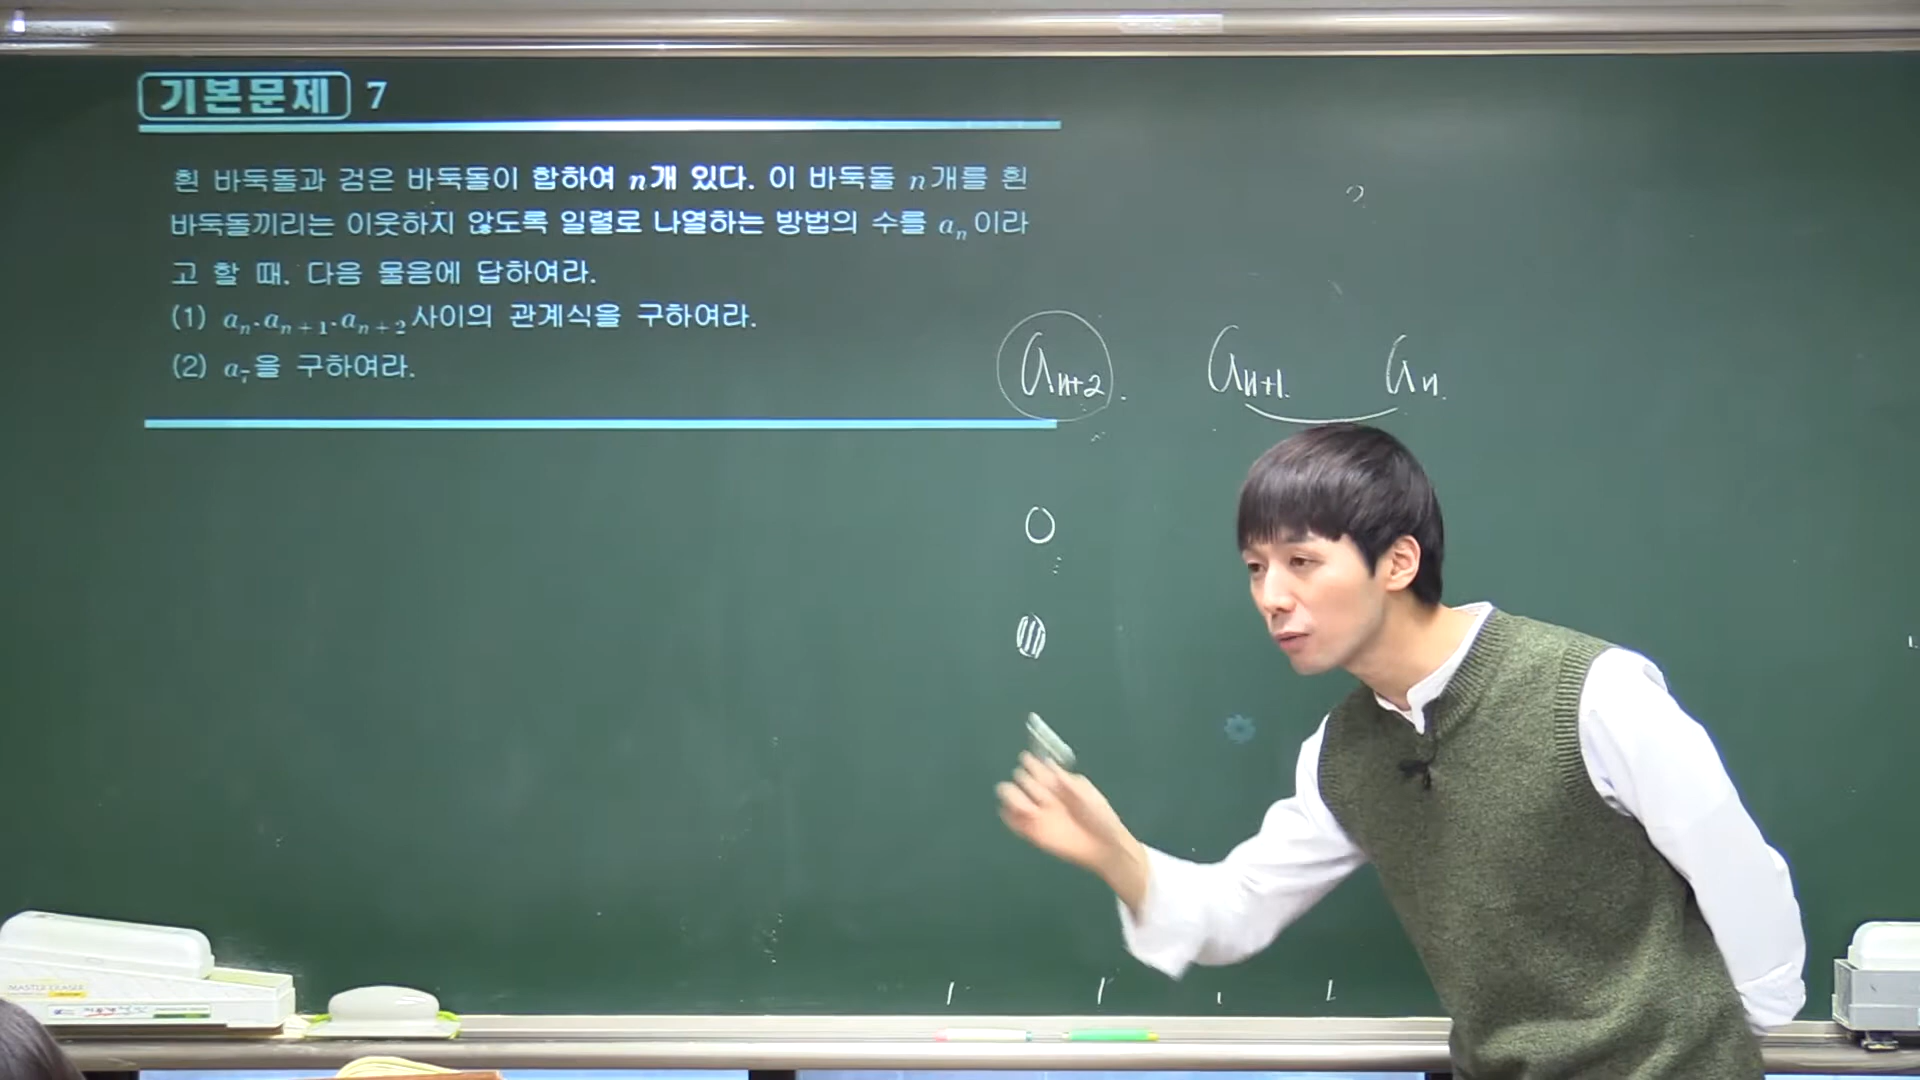 기본문제 7
흰 바둑돌과 검은 바둑돌이 합하여 n개 있다. 이 바둑돌 n개를 흰
바둑돌끼리는 이웃하지 않도록 일렬로 나열하는 방법의 수를 aₙ이라
고 할 때, 다음 물음에 답하여라.
(1) aₙ, aₙ₊₁, aₙ₊₂ 사이의 관계식을 구하여라.
(2) a₇을 구하여라.
aₙ₊₂ aₙ₊₁ aₙ
MASTER ERASER